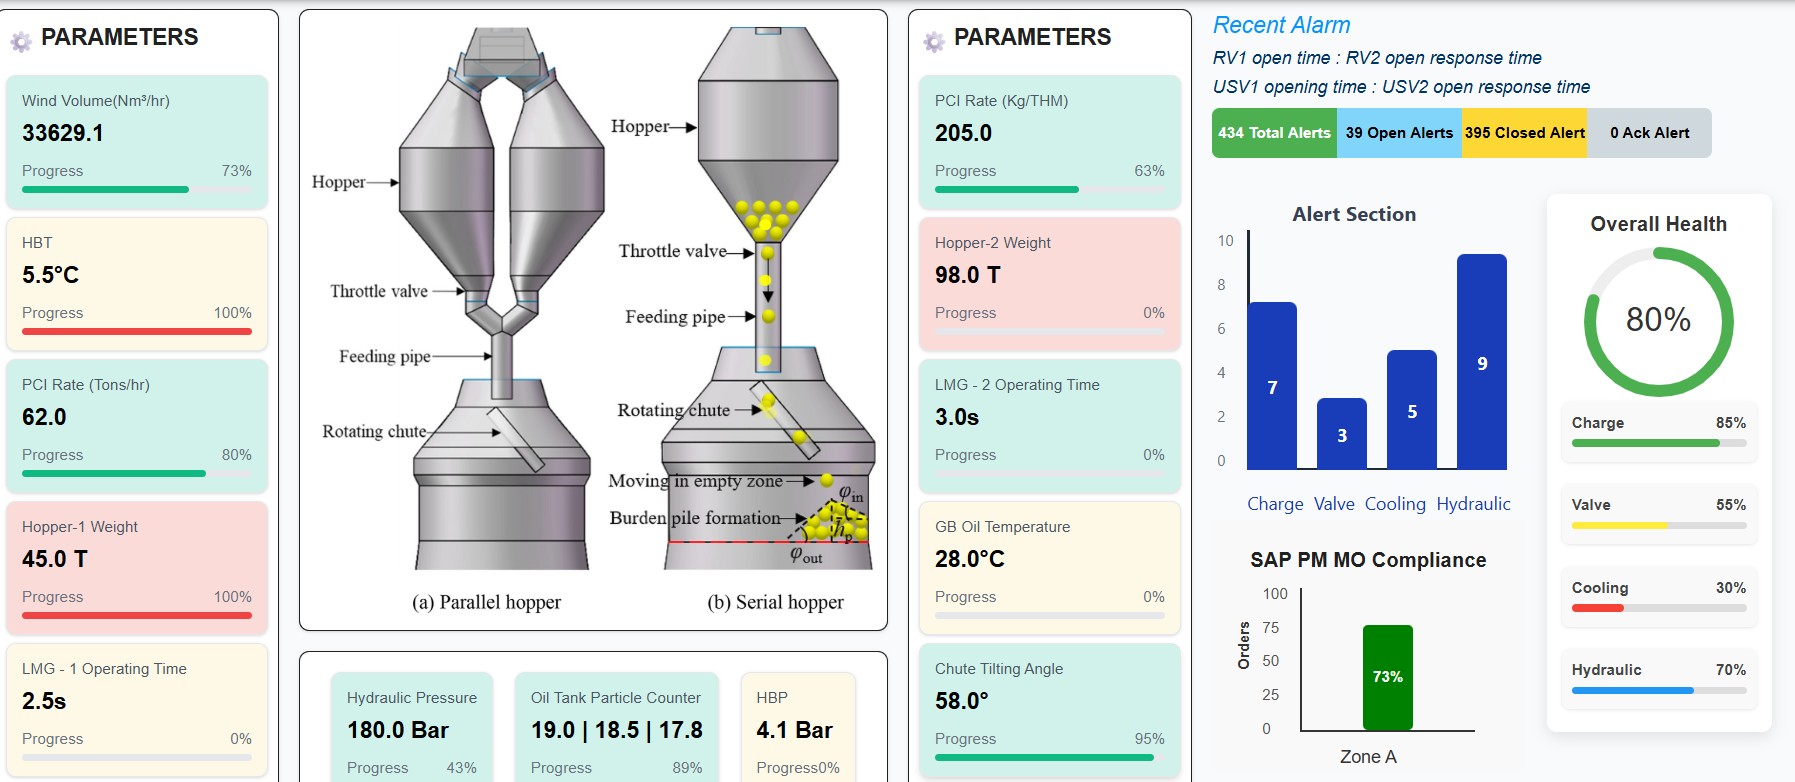 PARAMETERS
Wind Volume(Nm³/hr)
33629.1
Progress 73%
HBT
5.5°C
Progress 100%
PCI Rate (Tons/hr)
62.0
Progress 80%
Hopper-1 Weight
45.0 T
Progress 100%
LMG - 1 Operating Time
2.5s
Progress 0%
Hopper
Throttle valve
Feeding pipe
Rotating chute
(a) Parallel hopper
Hopper
Throttle valve
Feeding pipe
Rotating chute
Moving in empty zone
φin
Burden pile formation
hp
φout
(b) Serial hopper
Hydraulic Pressure
180.0 Bar
Progress 43%
Oil Tank Particle Counter
19.0 | 18.5 | 17.8
Progress 89%
HBP
4.1 Bar
Progress0%
PARAMETERS
PCI Rate (Kg/THM)
205.0
Progress 63%
Hopper-2 Weight
98.0 T
Progress 0%
LMG - 2 Operating Time
3.0s
Progress 0%
GB Oil Temperature
28.0°C
Progress 0%
Chute Tilting Angle
58.0°
Progress 95%
Recent Alarm
RV1 open time : RV2 open response time
USV1 opening time : USV2 open response time
434 Total Alerts 39 Open Alerts 395 Closed Alert 0 Ack Alert
Alert Section
10
8
6
4
2
0
7
3
5
9
Charge Valve Cooling Hydraulic
SAP PM MO Compliance
100
75
50
25
0
Orders
73%
Zone A
Overall Health
80%
Charge 85%
Valve 55%
Cooling 30%
Hydraulic 70%